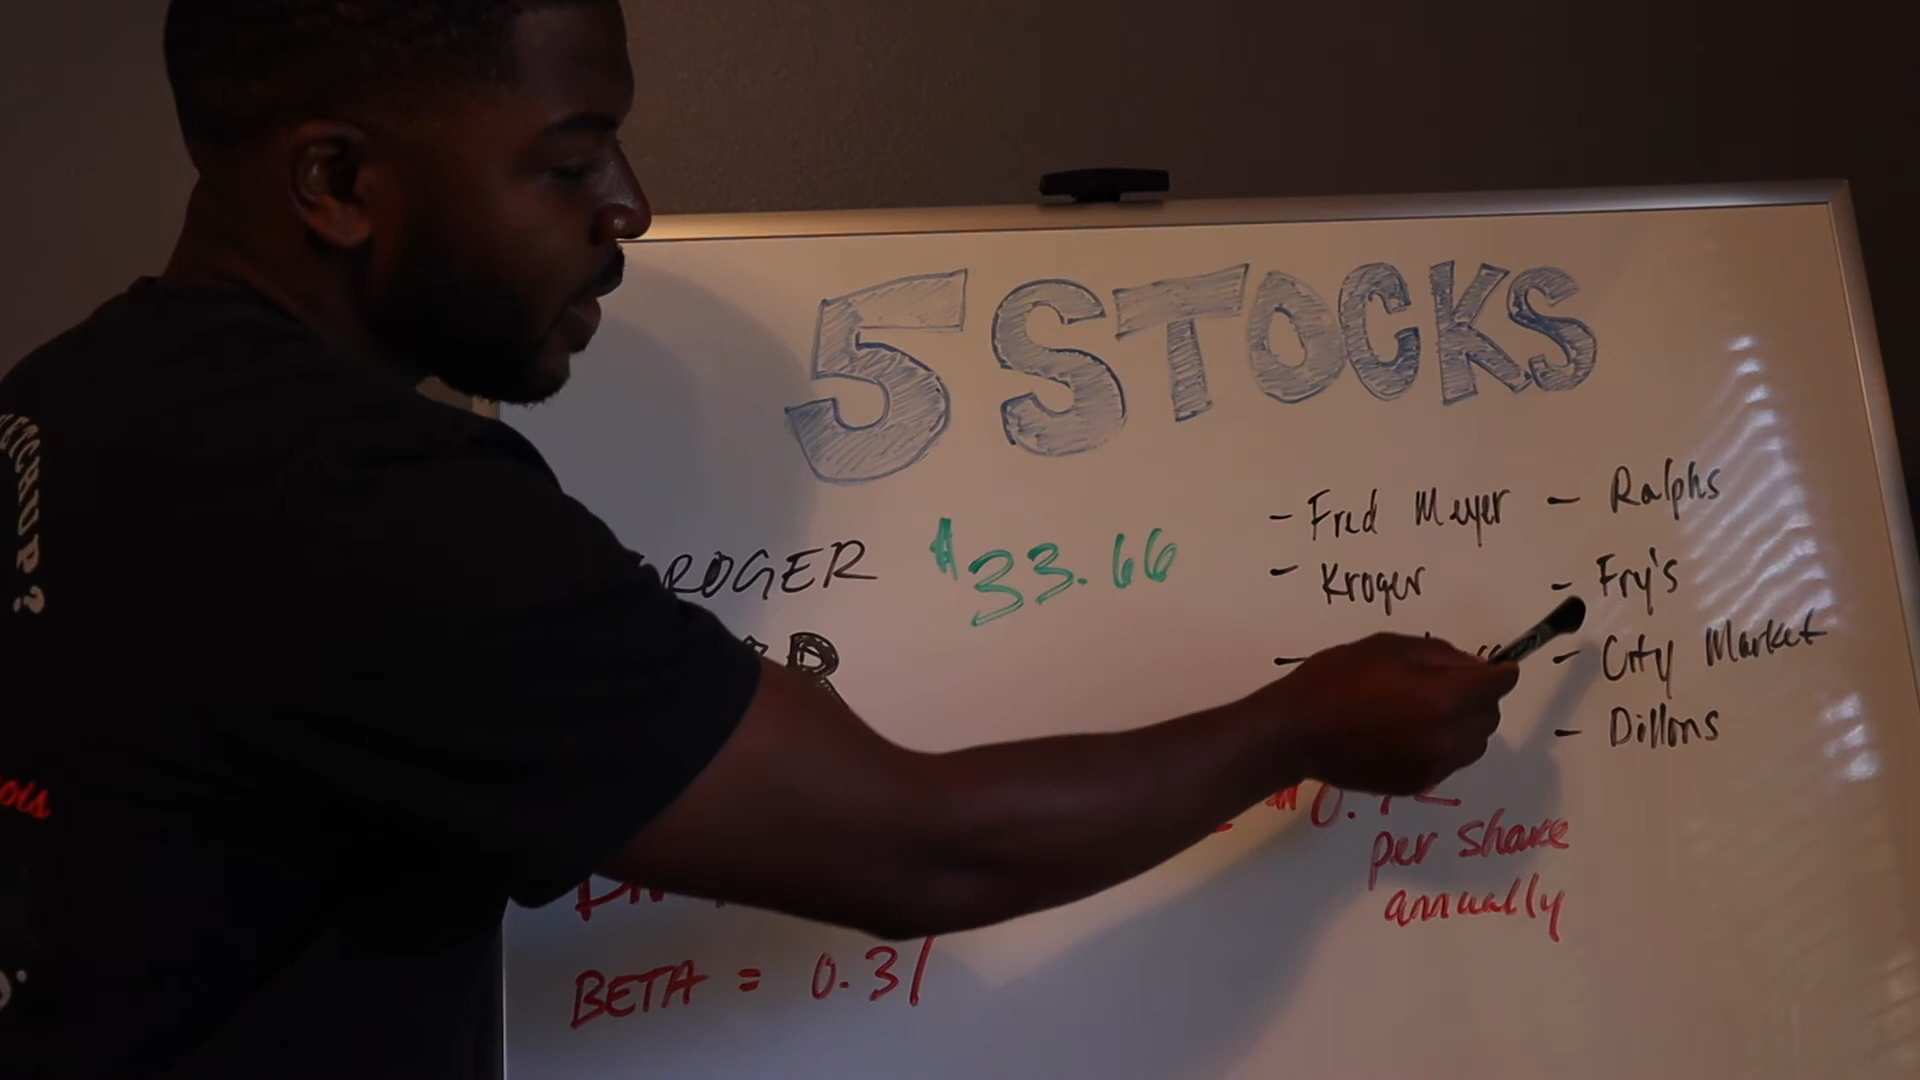 5 STOCKS
- Fred Meyer - Ralphs
ROGER $33.66
- Kroger - Fry's
- City Market
- Dillons
per share
annually
BETA = 0.31
KETCHUP?